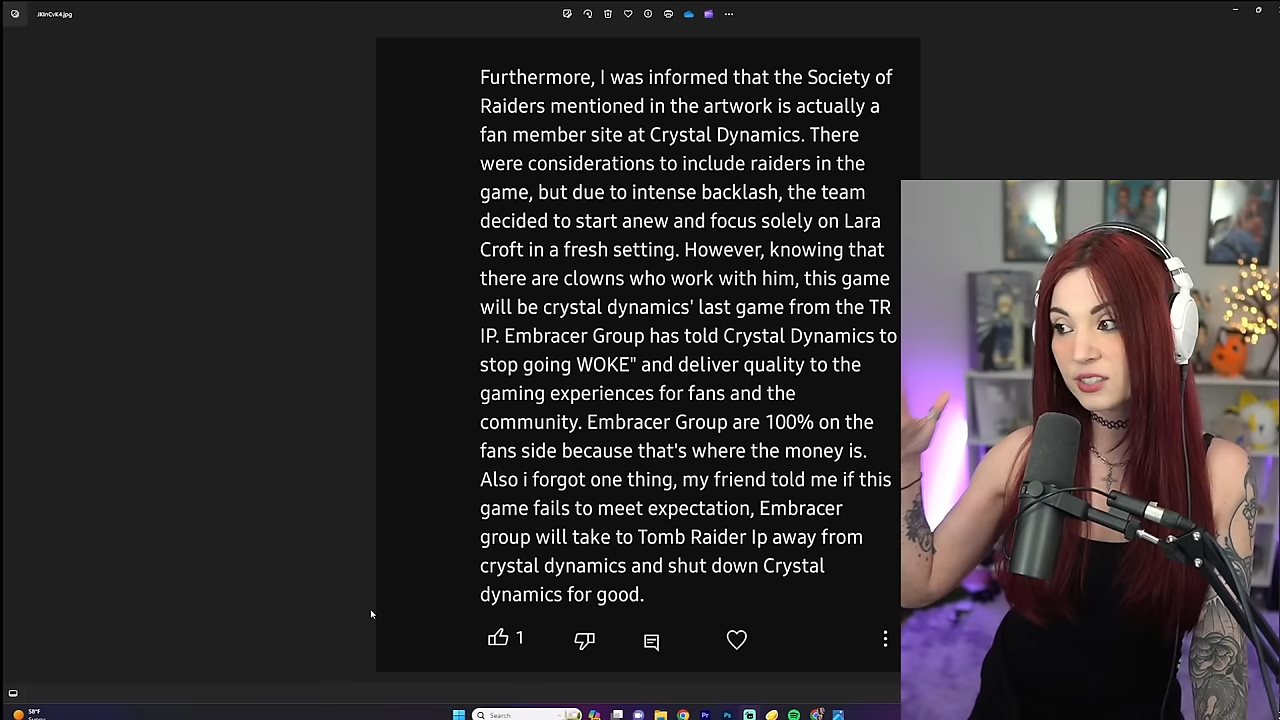 JKInCvK4.jpg
Furthermore, I was informed that the Society of
Raiders mentioned in the artwork is actually a
fan member site at Crystal Dynamics. There
were considerations to include raiders in the
game, but due to intense backlash, the team
decided to start anew and focus solely on Lara
Croft in a fresh setting. However, knowing that
there are clowns who work with him, this game
will be crystal dynamics' last game from the TR
IP. Embracer Group has told Crystal Dynamics to
stop going WOKE" and deliver quality to the
gaming experiences for fans and the
community. Embracer Group are 100% on the
fans side because that's where the money is.
Also i forgot one thing, my friend told me if this
game fails to meet expectation, Embracer
group will take to Tomb Raider Ip away from
crystal dynamics and shut down Crystal
dynamics for good.
1
58°F
Sunny
Search